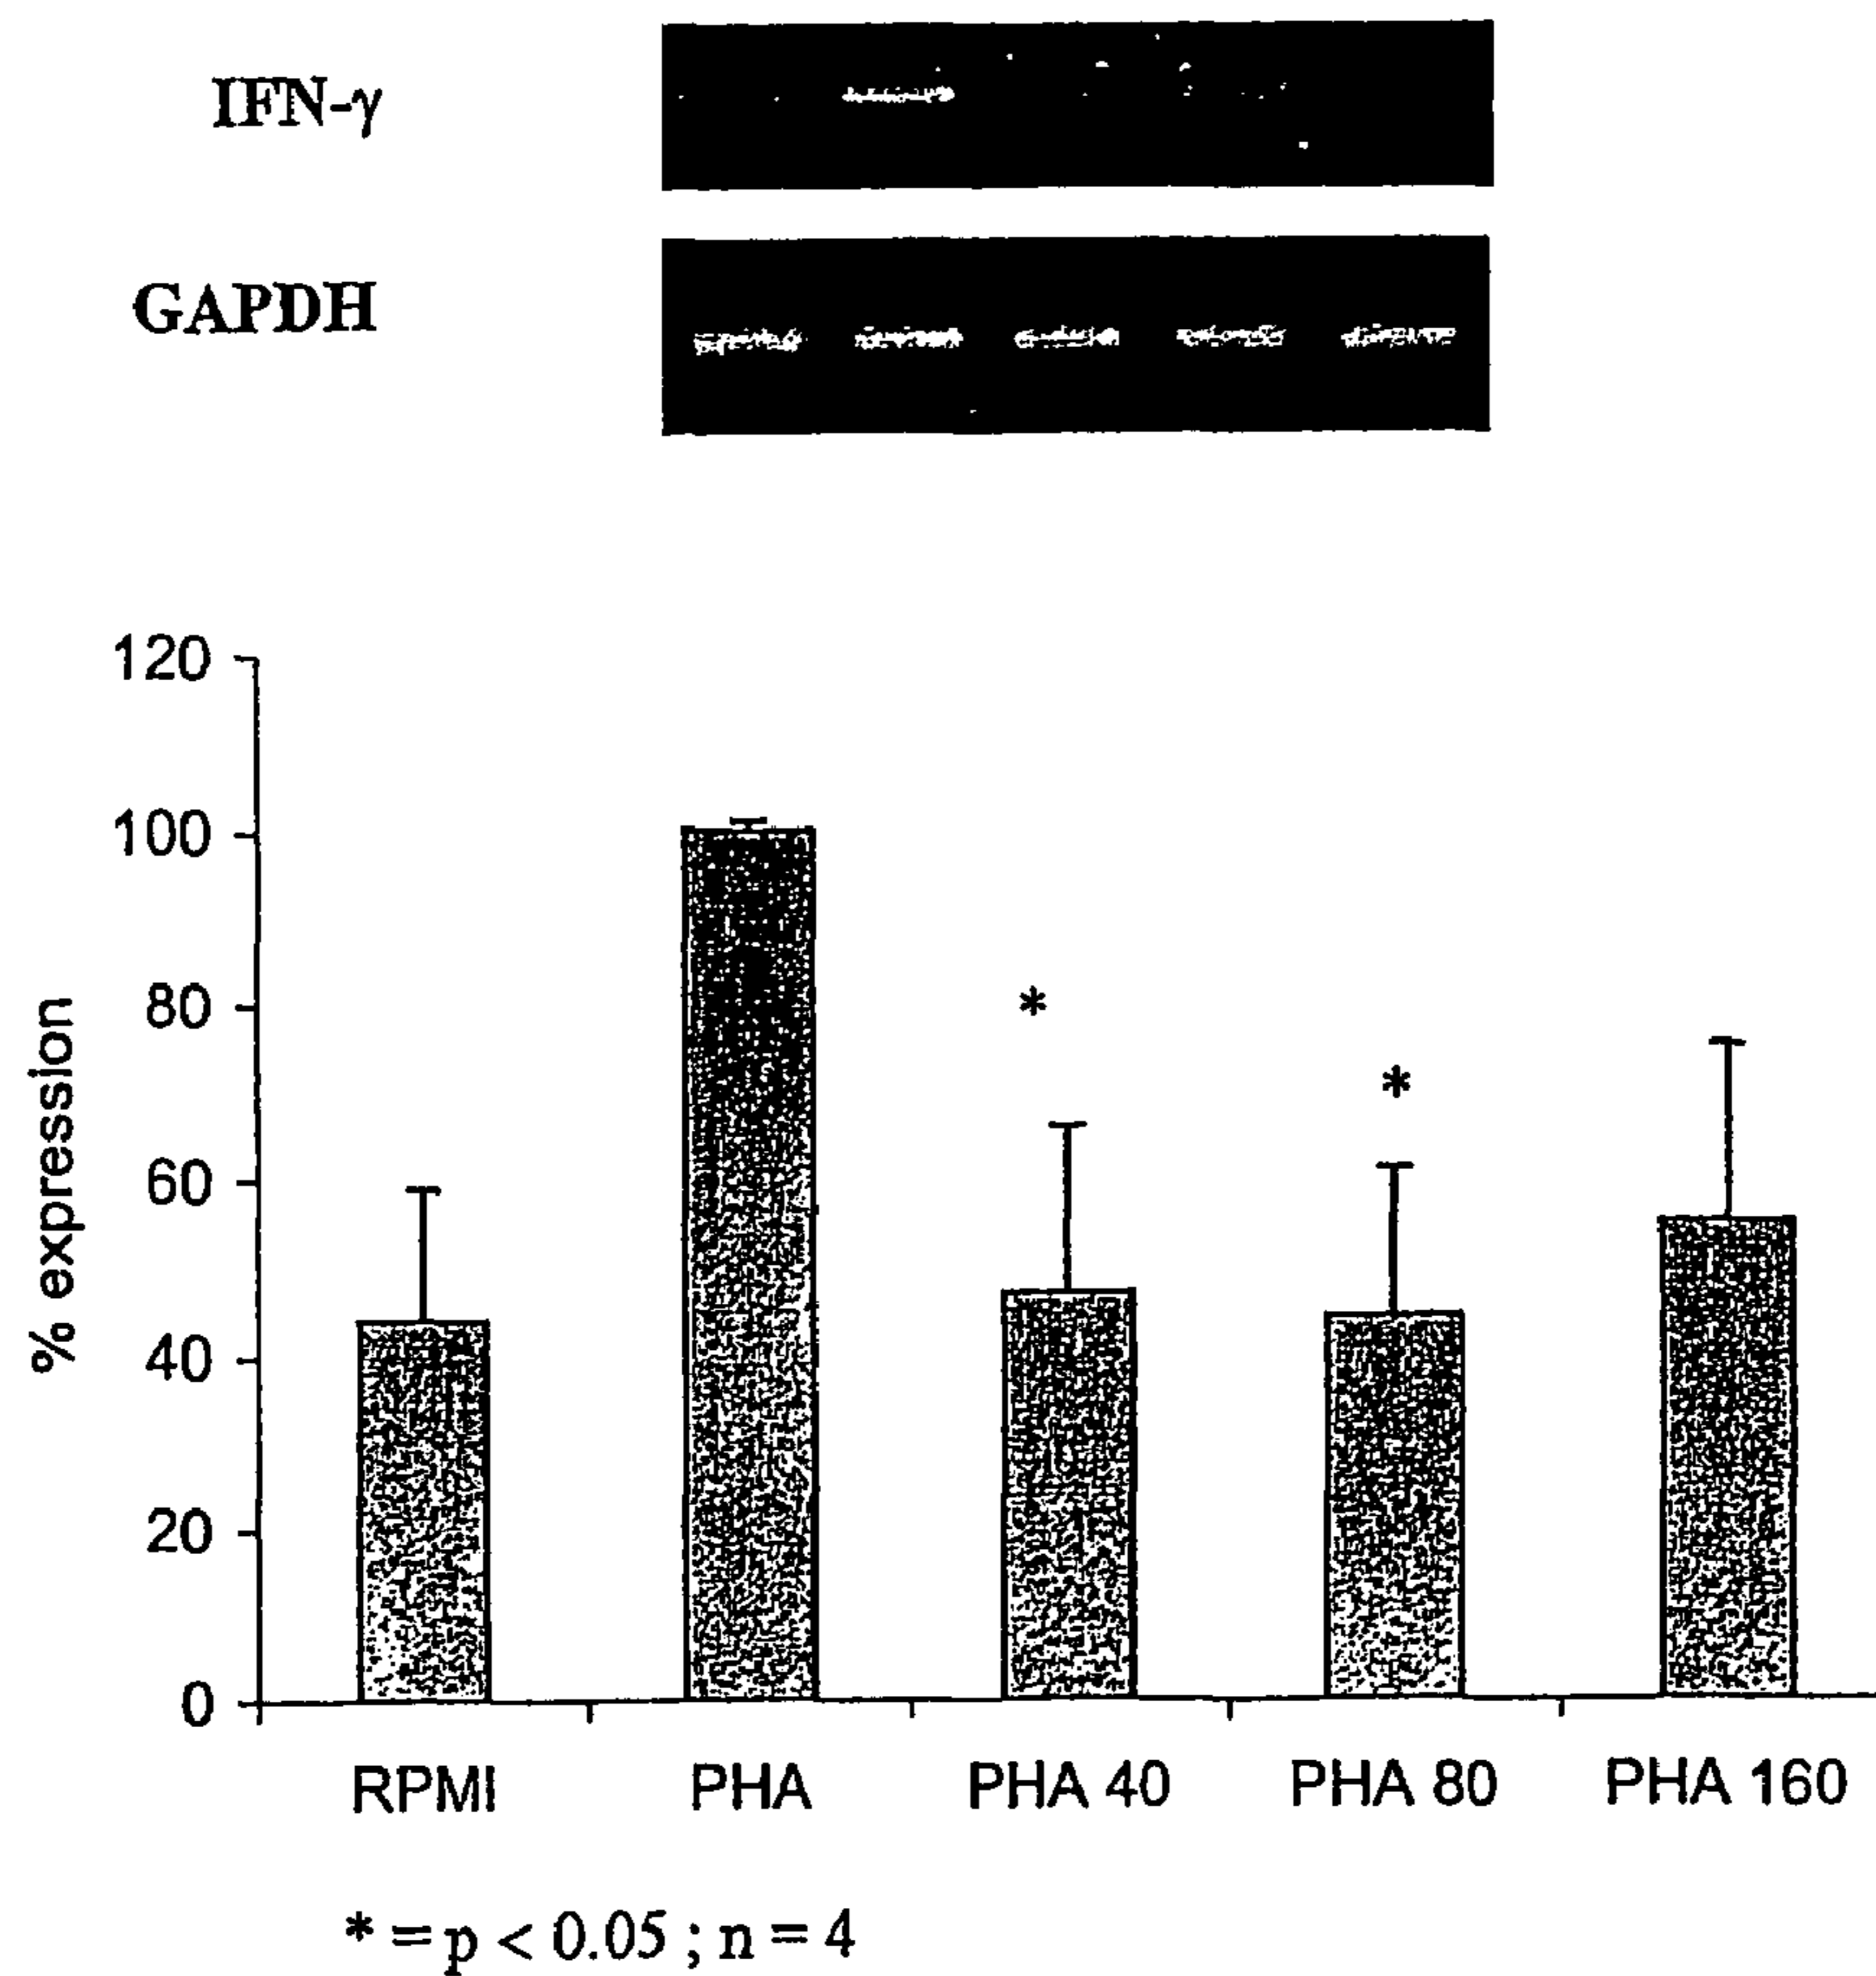 IFN-γ
GAPDH
120
100
80
60
40
20
0
% expression
*
*
RPMI PHA PHA 40 PHA 80 PHA 160
* = p < 0.05 ; n = 4